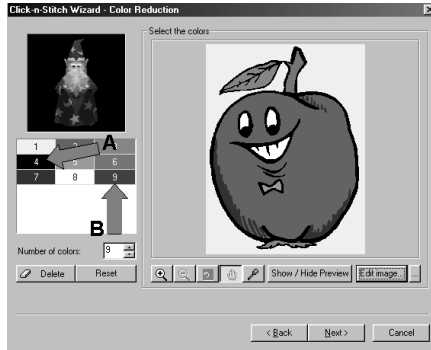 Click-n-Stitch Wizard - Color Reduction
Select the colors
1
A
4 6
7 8 9
B
Number of colors: 9
Delete Reset
Show / Hide Preview Edit image... ...
< Back Next > Cancel